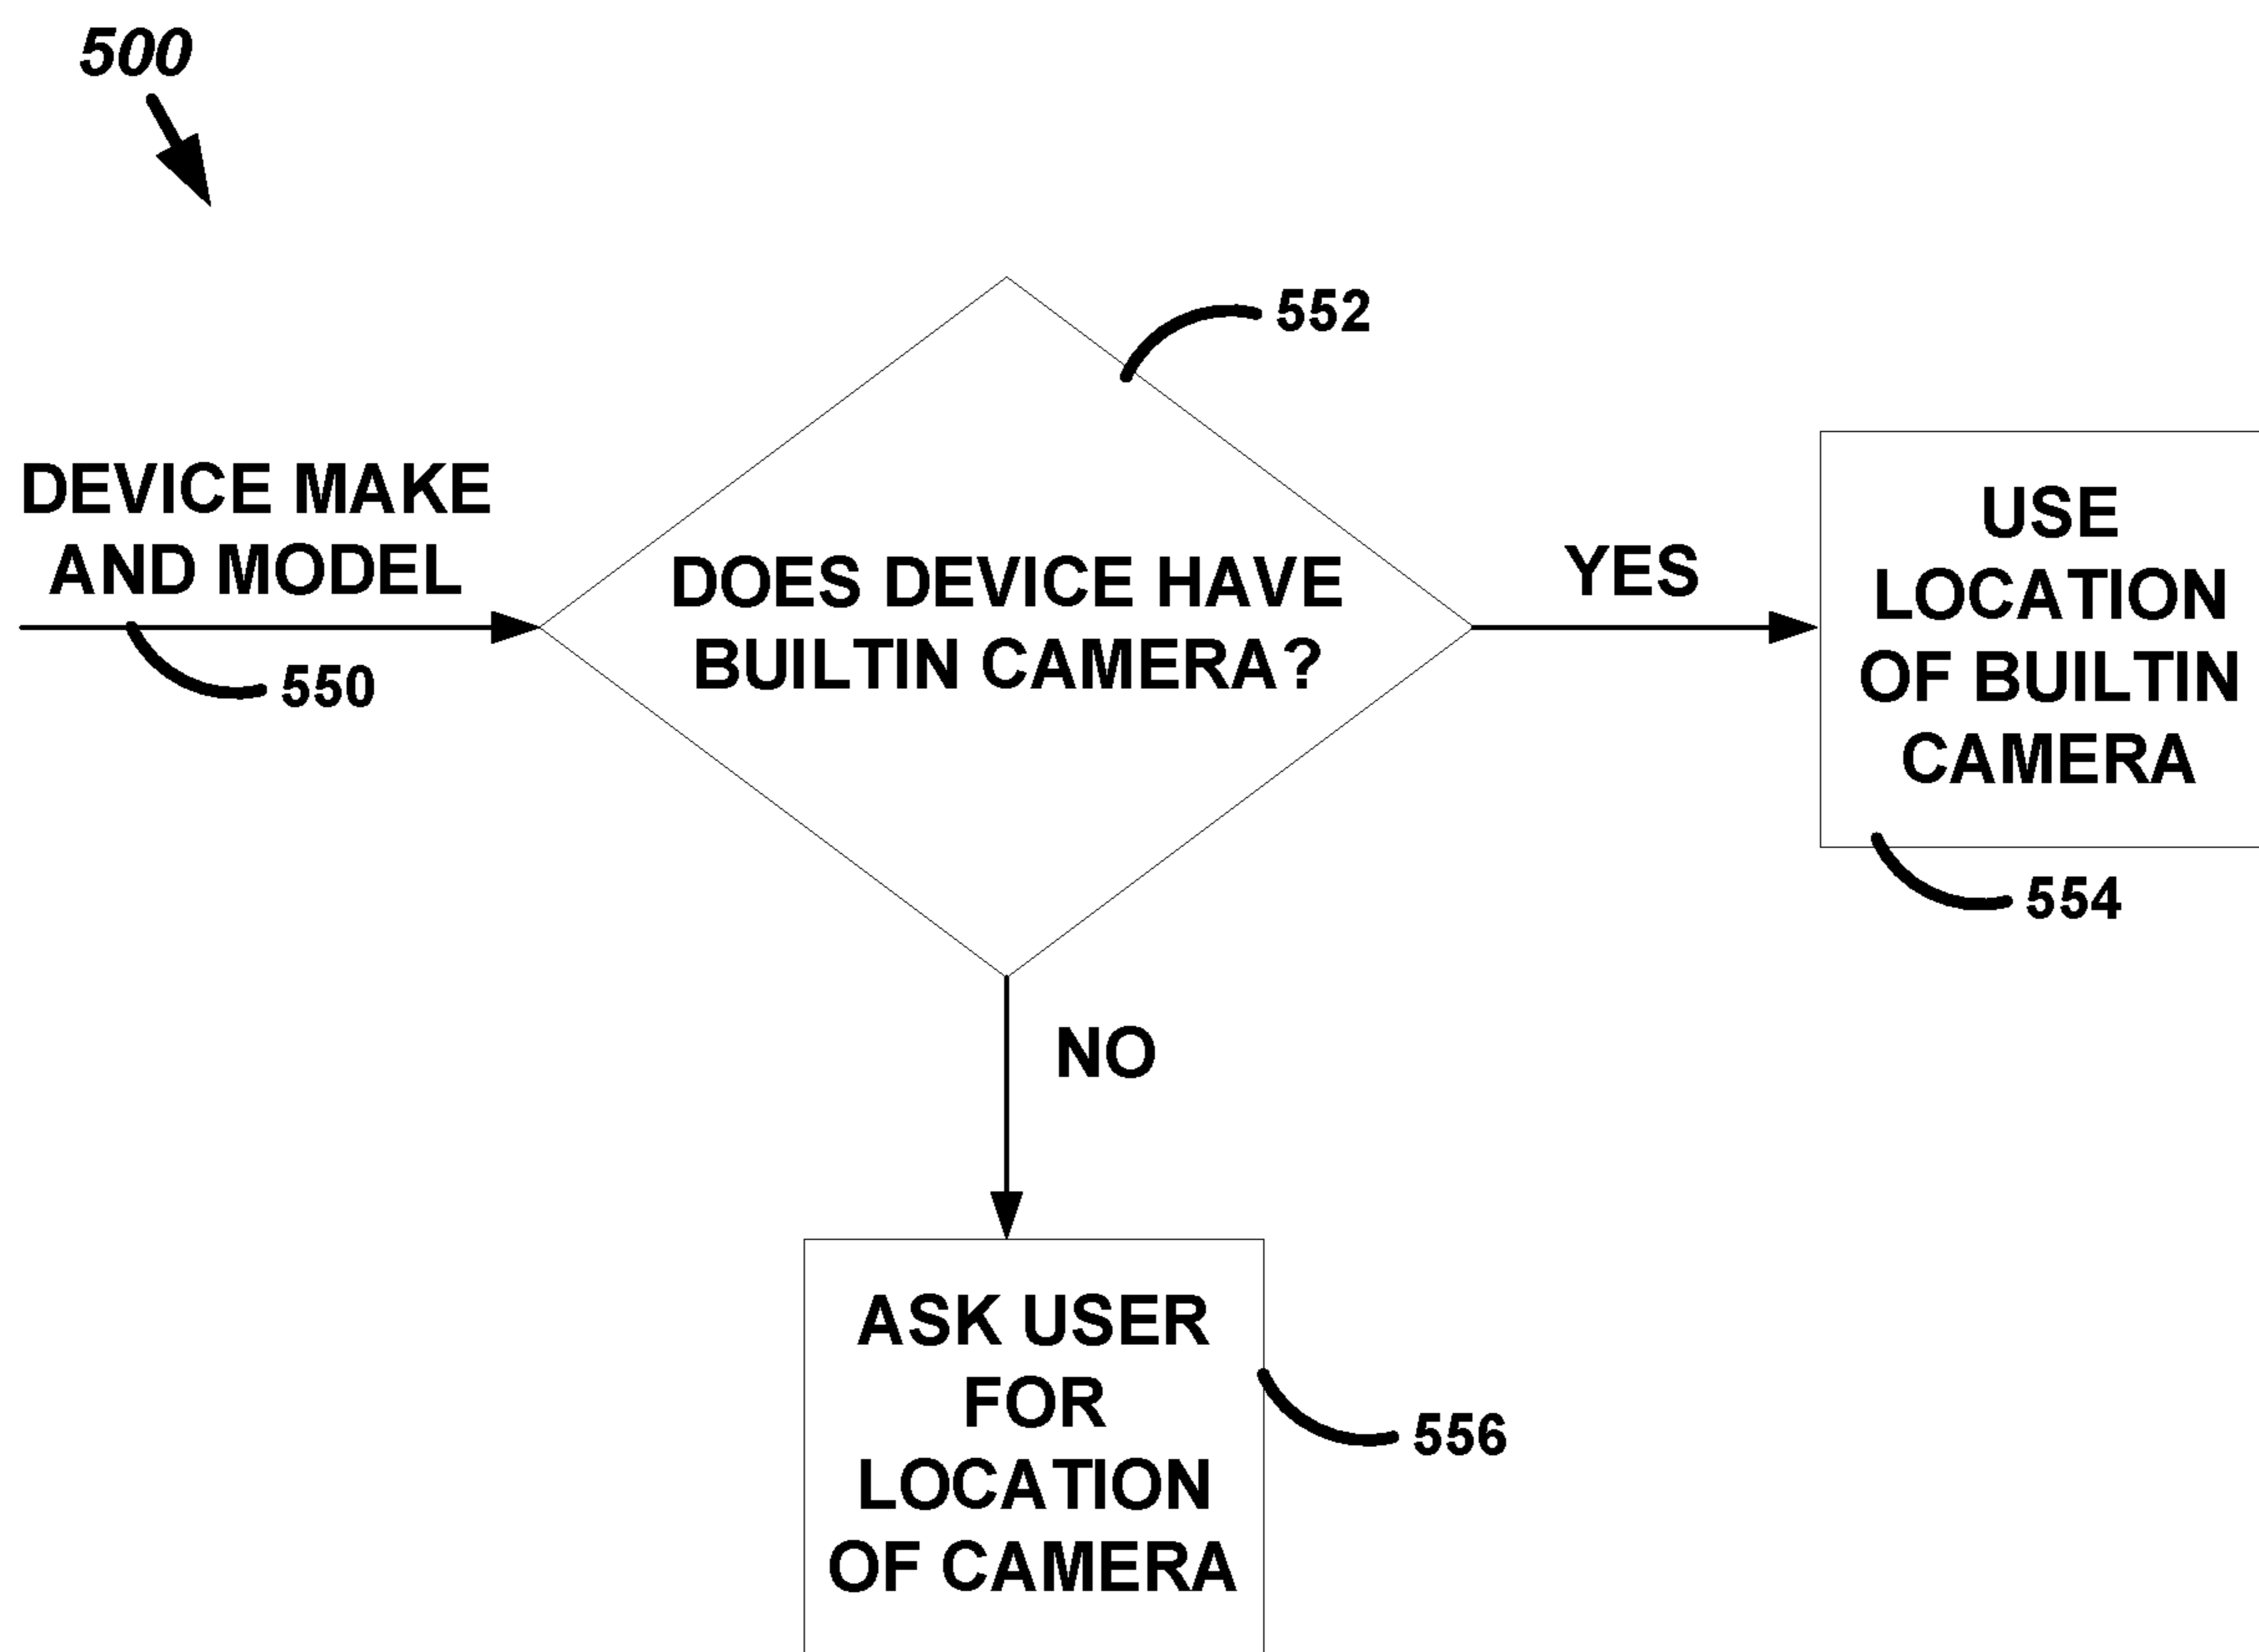 500
552
DEVICE MAKE
AND MODEL
550
DOES DEVICE HAVE
BUILTIN CAMERA?
YES
USE
LOCATION
OF BUILTIN
CAMERA
554
NO
ASK USER
FOR
LOCATION
OF CAMERA
556